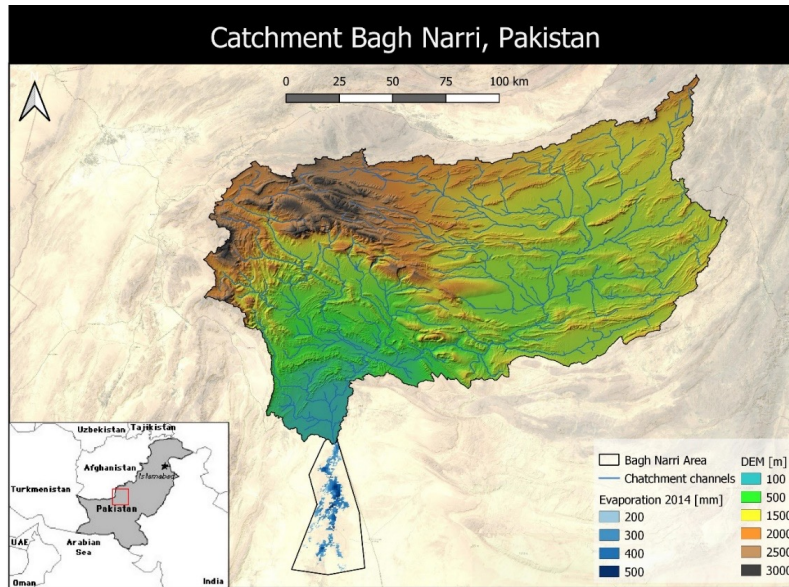 Catchment Bagh Narri, Pakistan
0 25 50 75 100 km
Uzbekistan Tajikistan
Afghanistan
Islamabad
Turkmenistan
Pakistan
UAE
Arabian
Sea
Oman
India
Bagh Narri Area
Chatchment channels
Evaporation 2014 [mm]
200
300
400
500
DEM [m]
100
500
1500
2000
2500
3000